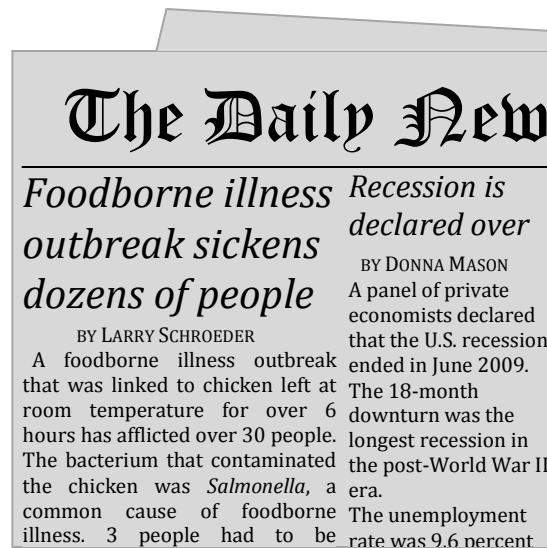 The Daily New
Foodborne illness
outbreak sickens
dozens of people
BY LARRY SCHROEDER
A foodborne illness outbreak
that was linked to chicken left at
room temperature for over 6
hours has afflicted over 30 people.
The bacterium that contaminated
the chicken was Salmonella, a
common cause of foodborne
illness. 3 people had to be
Recession is
declared over
BY DONNA MASON
A panel of private
economists declared
that the U.S. recession
ended in June 2009.
The 18-month
downturn was the
longest recession in
the post-World War II
era.
The unemployment
rate was 9.6 percent